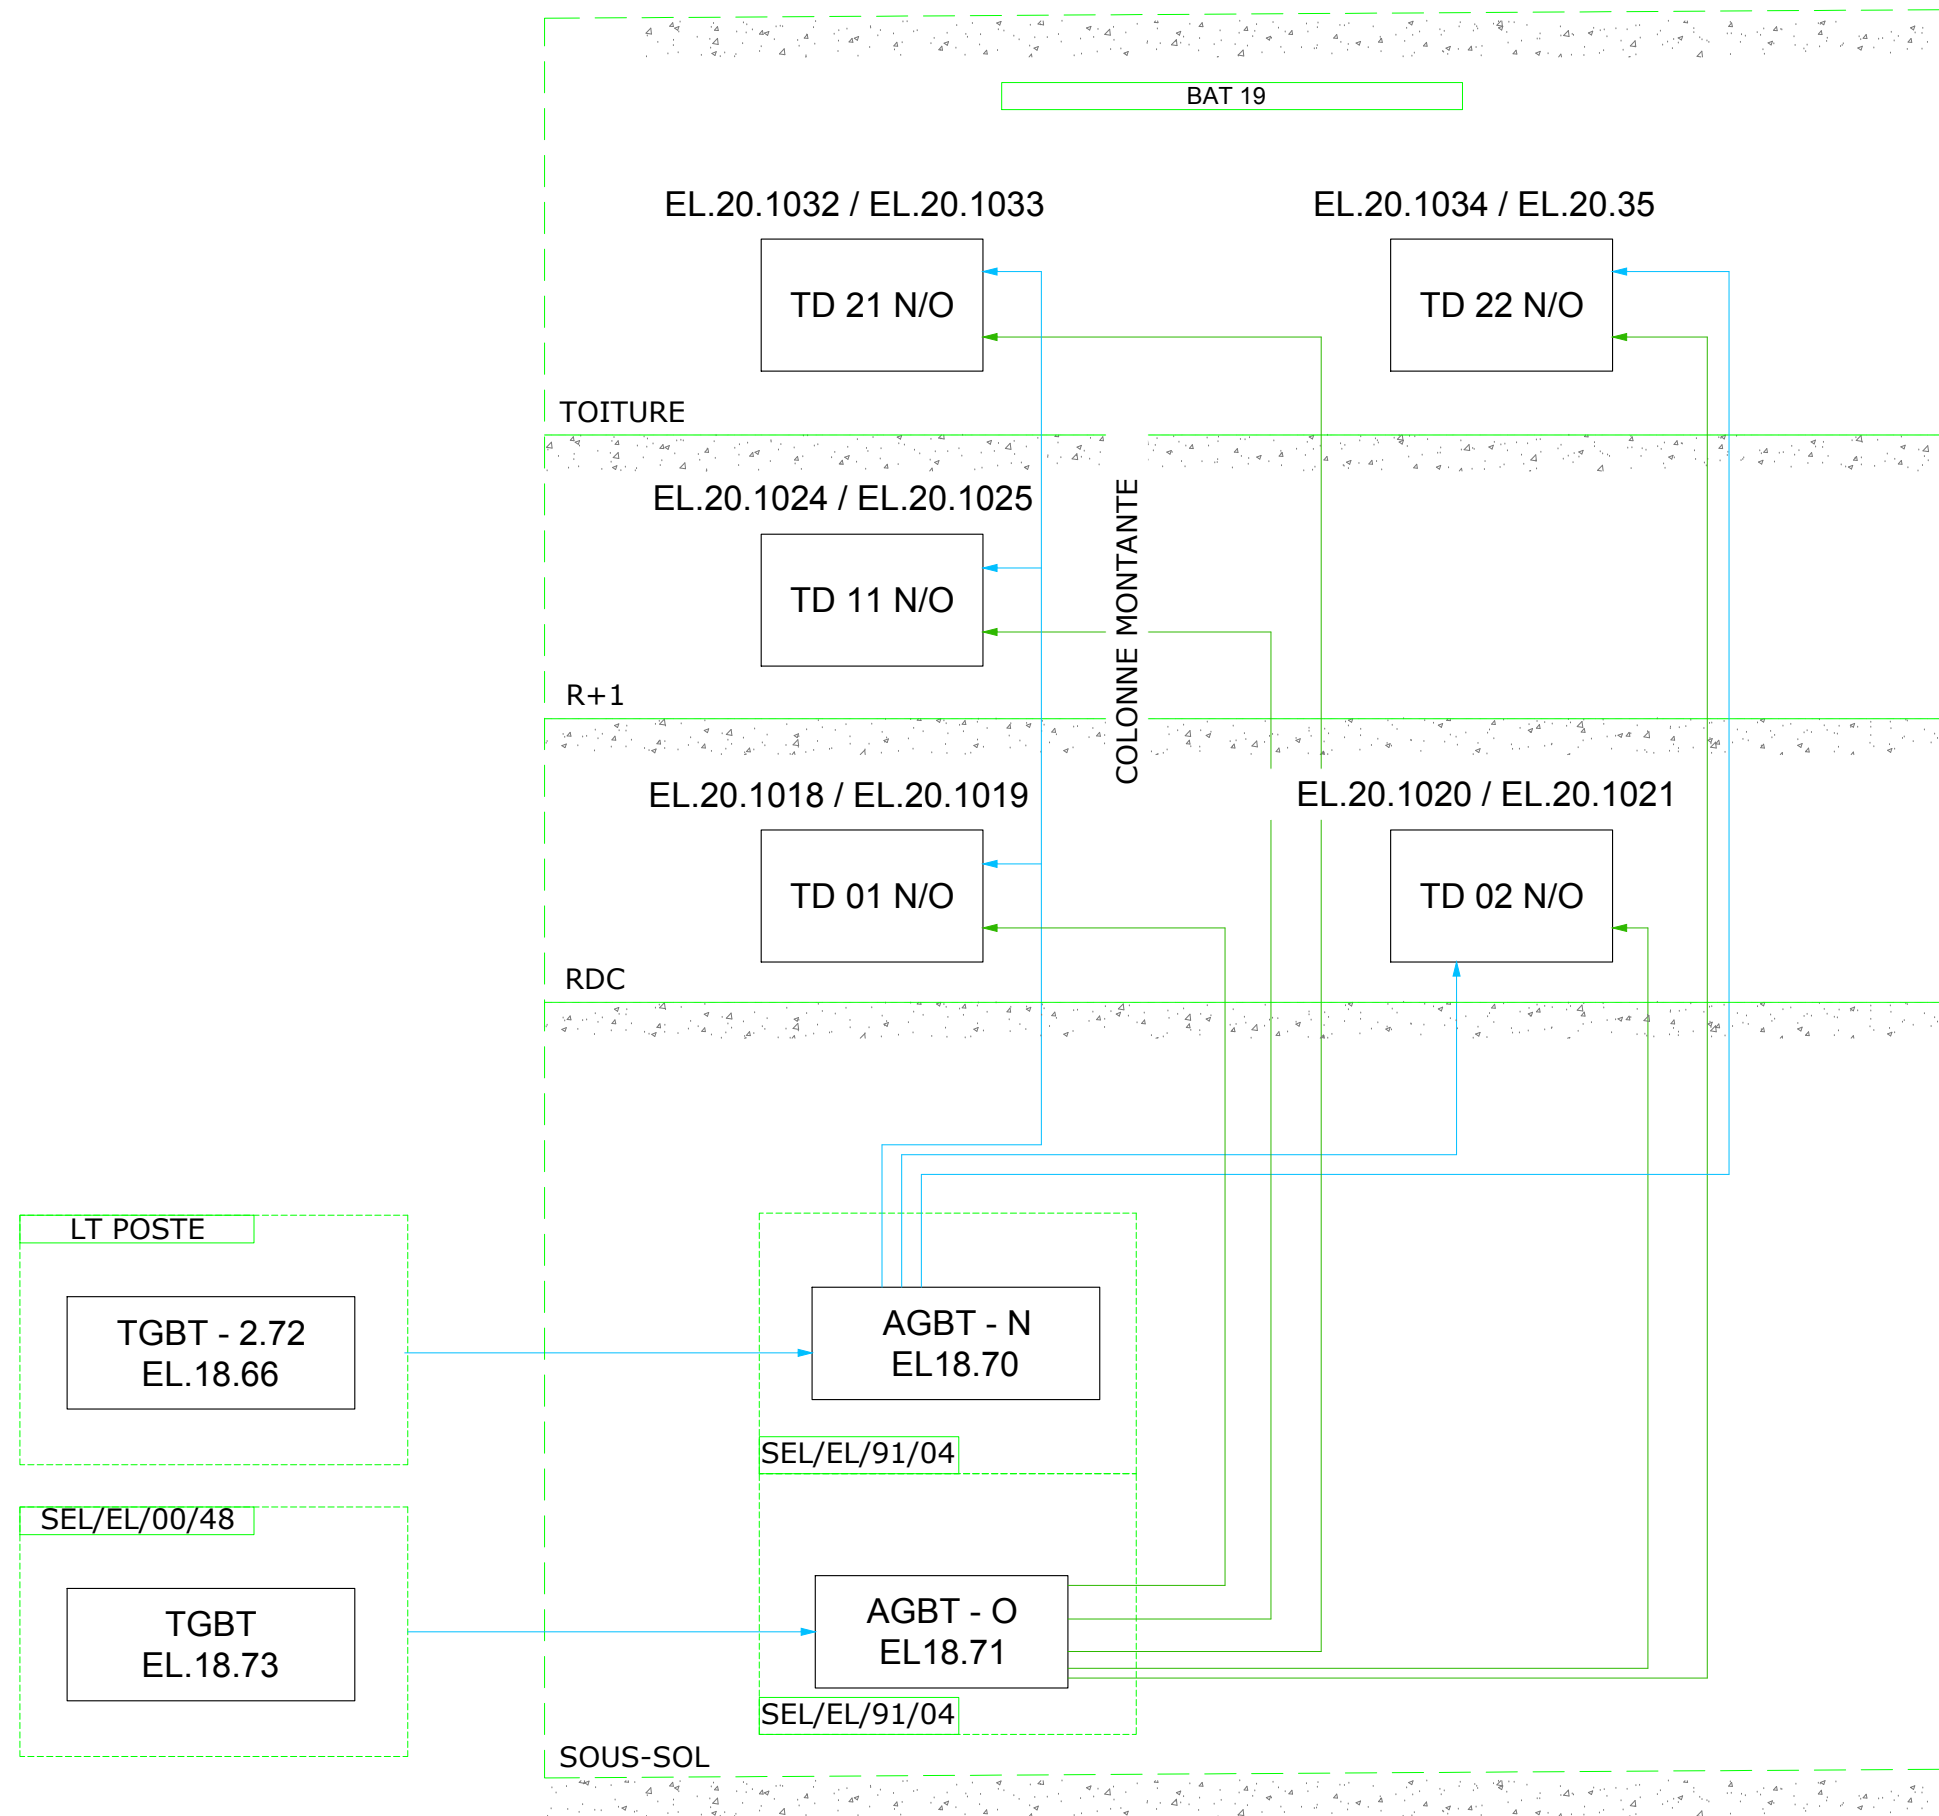 BAT 19
EL.20.1032 / EL.20.1033
EL.20.1034 / EL.20.35
TD 21 N/O
TD 22 N/O
TOITURE
EL.20.1024 / EL.20.1025
COLONNE MONTANTE
TD 11 N/O
R+1
EL.20.1018 / EL.20.1019
EL.20.1020 / EL.20.1021
TD 01 N/O
TD 02 N/O
RDC
LT POSTE
TGBT - 2.72
EL.18.66
AGBT - N
EL18.70
SEL/EL/91/04
SEL/EL/00/48
TGBT
EL.18.73
AGBT - O
EL18.71
SEL/EL/91/04
SOUS-SOL